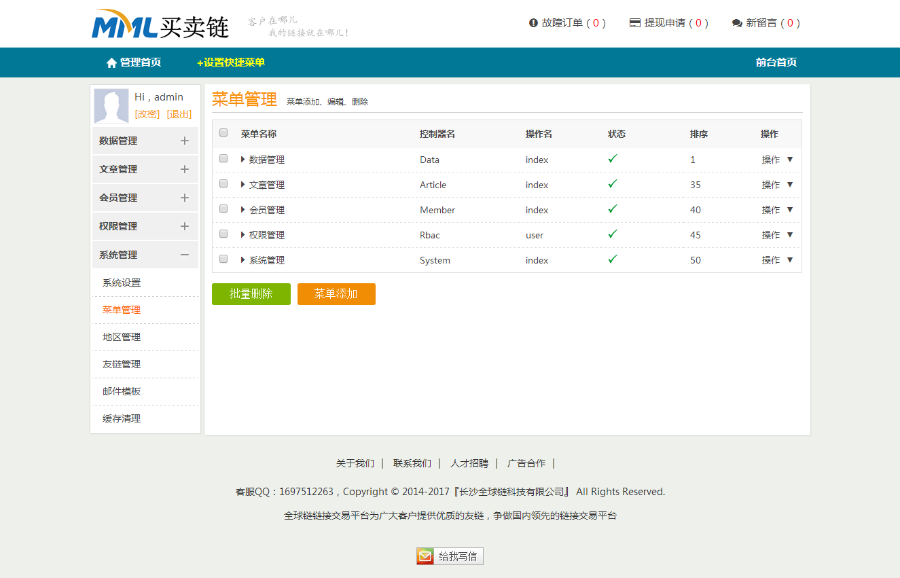 MML买卖链
客户在哪儿
我的链接就在哪儿!
故障订单 ( 0 ) 提现申请 ( 0 ) 新留言 ( 0 )
管理首页 +设置快捷菜单 前台首页
Hi , admin
[改密] [退出]
数据管理 +
文章管理 +
会员管理 +
权限管理 +
系统管理 −
系统设置
菜单管理
地区管理
友链管理
邮件模板
缓存清理
菜单管理 菜单添加、编辑、删除
菜单名称 控制器名 操作名 状态 排序 操作
数据管理 Data index ✓ 1 操作 ▼
文章管理 Article index ✓ 35 操作 ▼
会员管理 Member index ✓ 40 操作 ▼
权限管理 Rbac user ✓ 45 操作 ▼
系统管理 System index ✓ 50 操作 ▼
批量删除 菜单添加
关于我们 | 联系我们 | 人才招聘 | 广告合作 |
客服QQ：1697512263 , Copyright © 2014-2017『长沙全球链科技有限公司』 All Rights Reserved.
全球链链接交易平台为广大客户提供优质的友链，争做国内领先的链接交易平台
给我写信